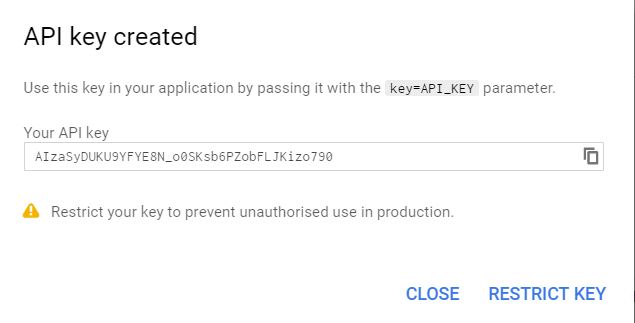 API key created
Use this key in your application by passing it with the key=API_KEY parameter.
Your API key
AIzaSyDUKU9YFYE8N_o0SKsb6PZobFLJKizo790
Restrict your key to prevent unauthorised use in production.
CLOSE RESTRICT KEY